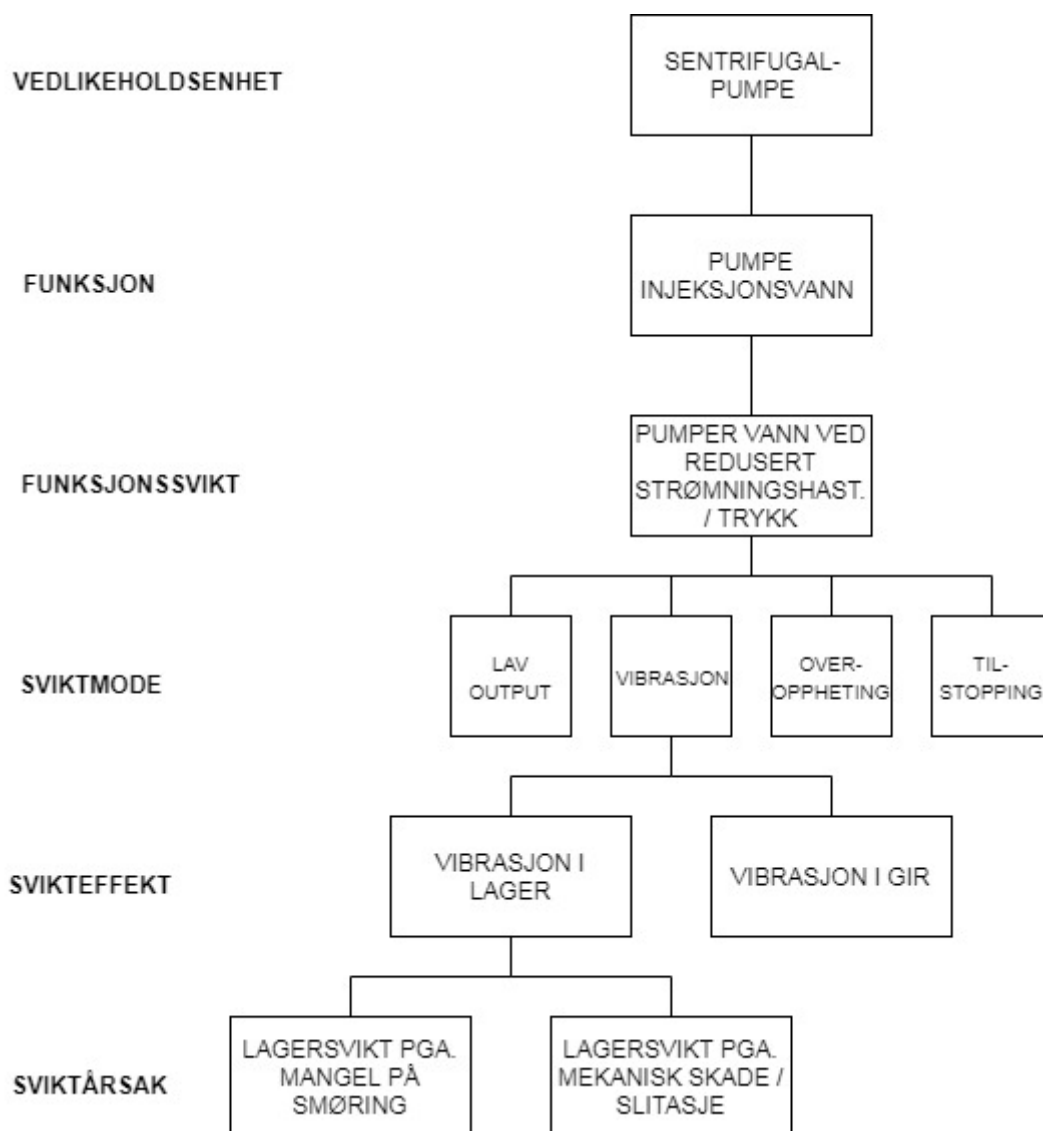 VEDLIKEHOLDSENHET
SENTRIFUGAL-
PUMPE
FUNKSJON
PUMPE
INJEKSJONSVANN
FUNKSJONSSVIKT
PUMPER VANN VED
REDUSERT
STRØMNINGSHAST.
/ TRYKK
SVIKTMODE
LAV
OUTPUT
VIBRASJON
OVER-
OPPHETING
TIL-
STOPPING
SVIKTEFFEKT
VIBRASJON I
LAGER
VIBRASJON I GIR
SVIKTÅRSAK
LAGERSVIKT PGA.
MANGEL PÅ
SMØRING
LAGERSVIKT PGA.
MEKANISK SKADE /
SLITASJE